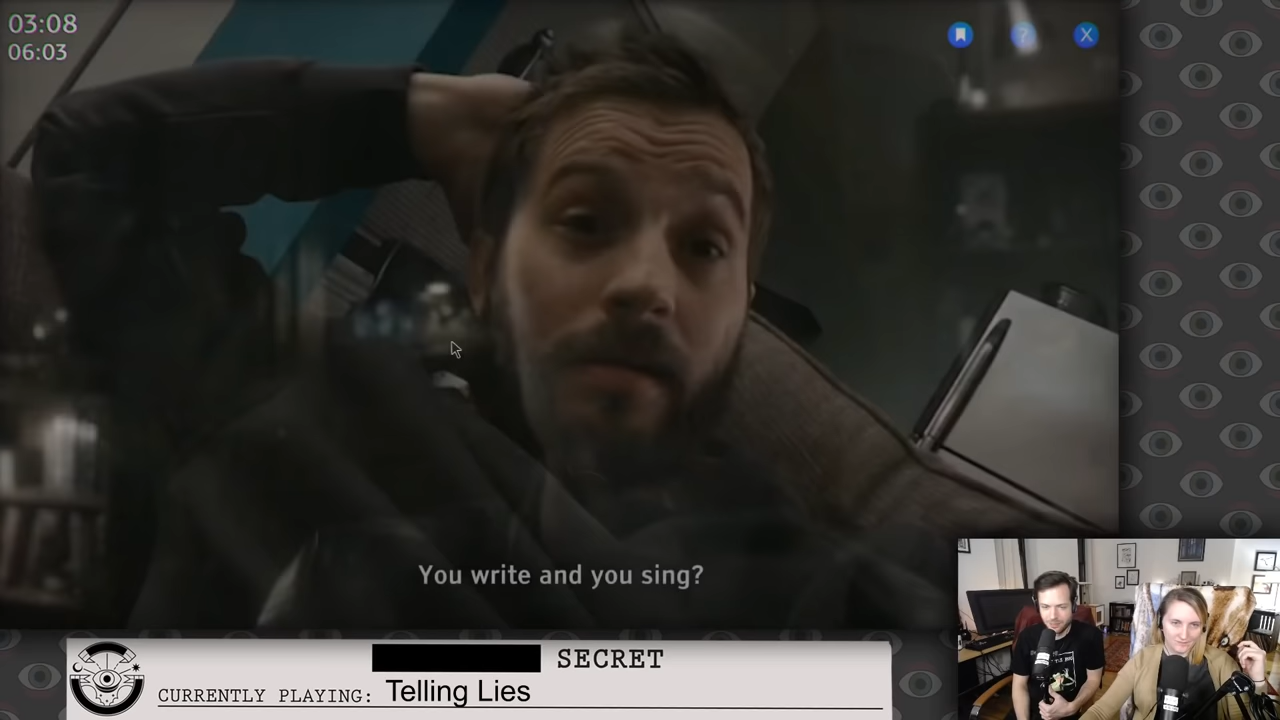 03:08
06:03
?
X
You write and you sing?
SECRET
CURRENTLY PLAYING: Telling Lies